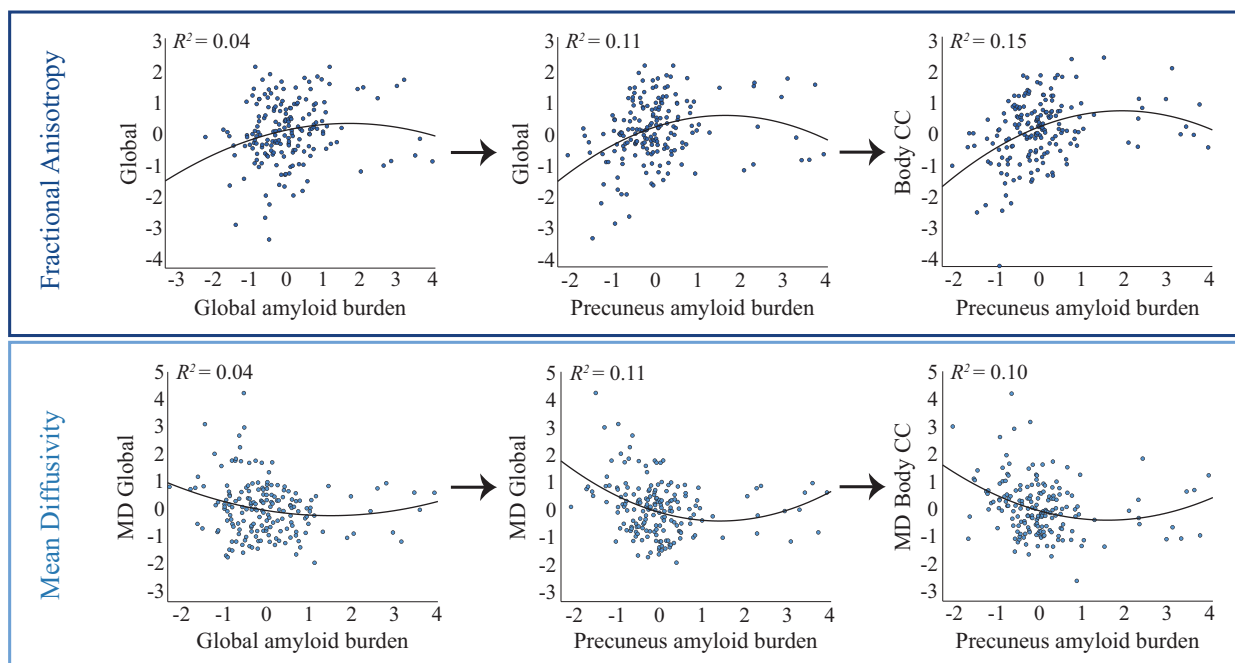 Fractional Anisotropy
R² = 0.04
3
2
1
0
-1
-2
-3
-4
Global
-3 -2 -1 0 1 2 3 4
Global amyloid burden
R² = 0.11
3
2
1
0
-1
-2
-3
-4
Global
-2 -1 0 1 2 3 4
Precuneus amyloid burden
R² = 0.15
3
2
1
0
-1
-2
-3
-4
Body CC
-2 -1 0 1 2 3 4
Precuneus amyloid burden
Mean Diffusivity
R² = 0.04
5
4
3
2
1
0
-1
-2
-3
MD Global
-2 -1 0 1 2 3 4
Global amyloid burden
R² = 0.11
5
4
3
2
1
0
-1
-2
-3
MD Global
-2 -1 0 1 2 3 4
Precuneus amyloid burden
R² = 0.10
5
4
3
2
1
0
-1
-2
-3
MD Body CC
-2 -1 0 1 2 3 4
Precuneus amyloid burden